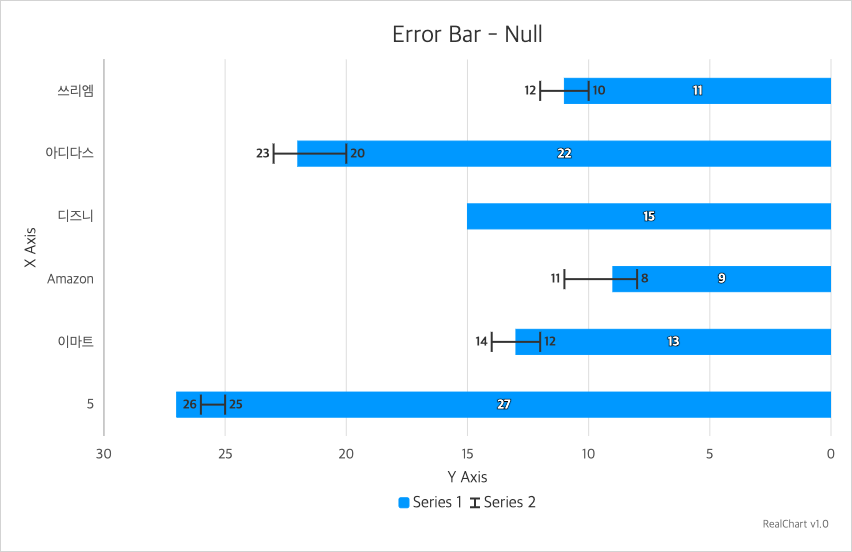 Error Bar - Null
X Axis
쓰리엠
12 10 11
아디다스
23 20 22
디즈니
15
Amazon
11 8 9
이마트
14 12 13
5
26 25 27
30 25 20 15 10 5 0
Y Axis
Series 1 Series 2
RealChart v1.0